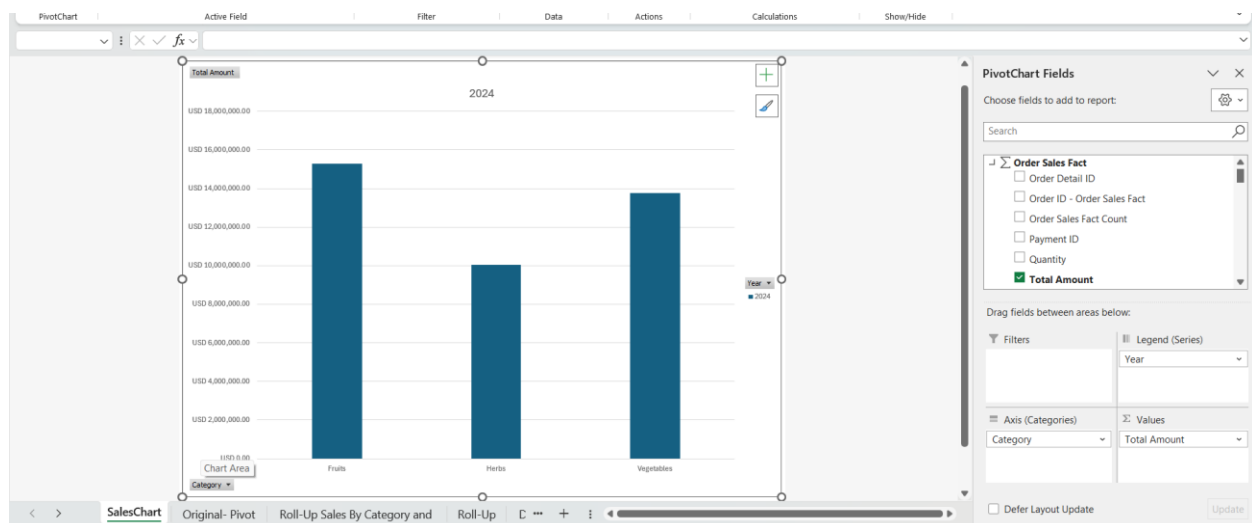 PivotChart Active Field Filter Data Actions Calculations Show/Hide
fx
Total Amount
2024
USD 18,000,000.00
USD 16,000,000.00
USD 14,000,000.00
USD 12,000,000.00
USD 10,000,000.00
USD 8,000,000.00
USD 6,000,000.00
USD 4,000,000.00
USD 2,000,000.00
USD 0.00
Chart Area
Fruits Herbs Vegetables
Category
Year
2024
PivotChart Fields
Choose fields to add to report:
Search
Σ Order Sales Fact
Order Detail ID
Order ID - Order Sales Fact
Order Sales Fact Count
Payment ID
Quantity
Total Amount
Drag fields between areas below:
Filters
Legend (Series)
Year
Axis (Categories)
Category
Σ Values
Total Amount
Defer Layout Update
Update
SalesChart Original- Pivot Roll-Up Sales By Category and Roll-Up D ...